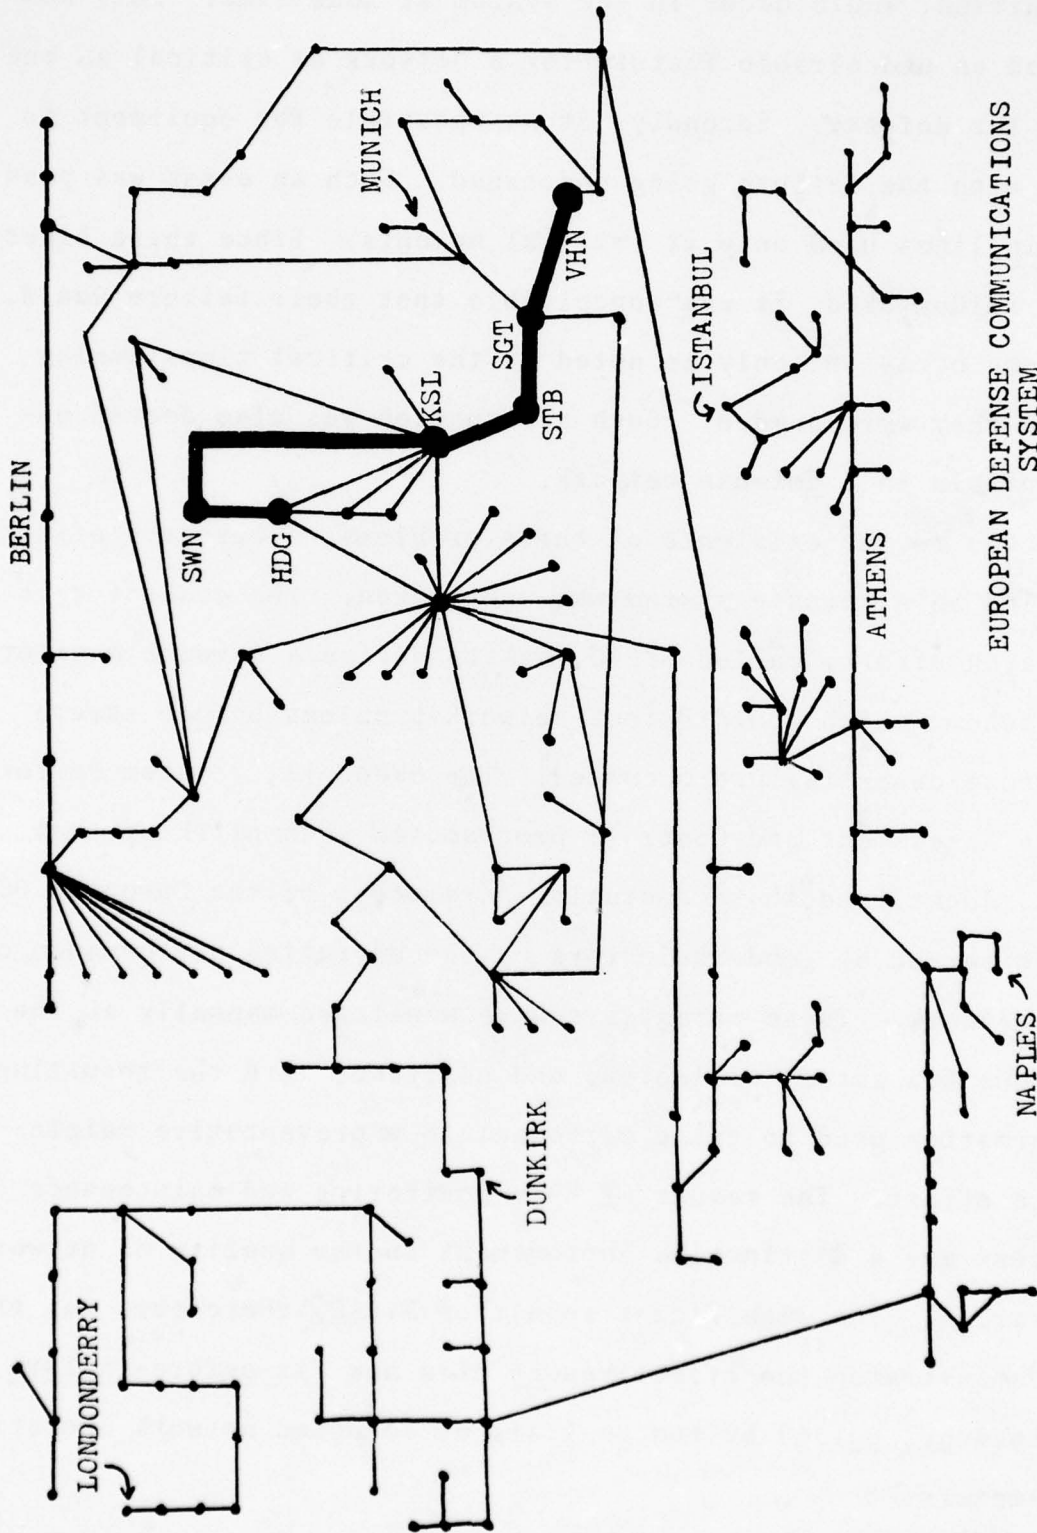 BERLIN
LONDONDERRY
SWN
HDG
MUNICH
KSL
SGT
VHN
STB
DUNKIRK
ISTANBUL
ATHENS
NAPLES
EUROPEAN DEFENSE COMMUNICATIONS
SYSTEM